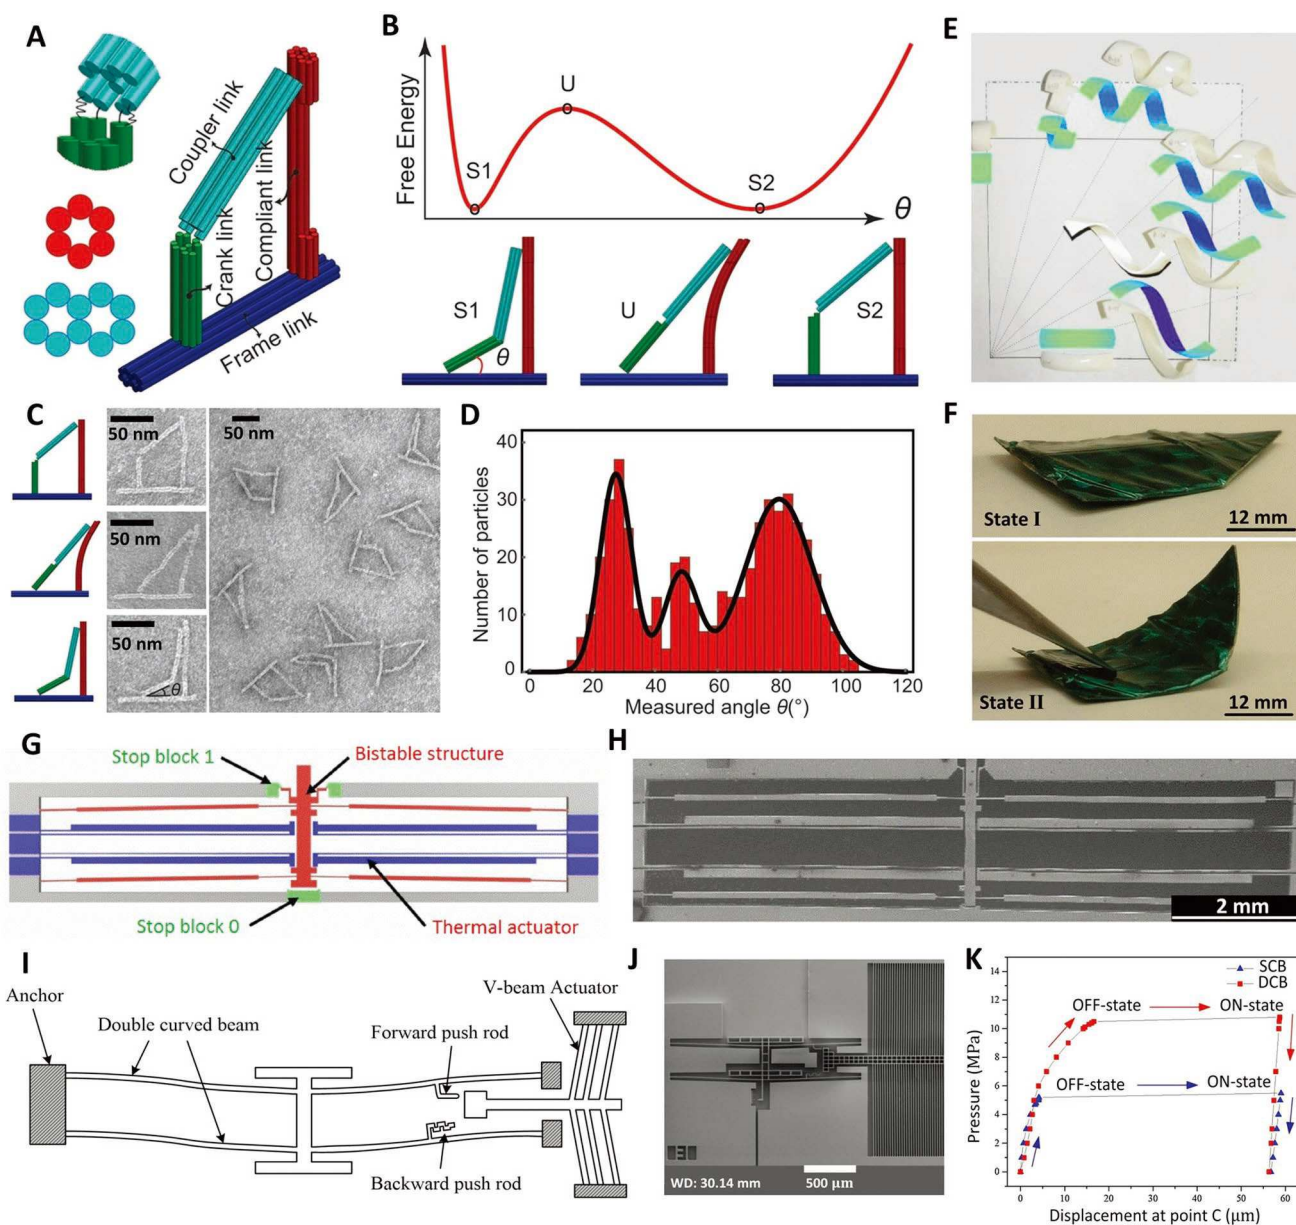 A
Coupler link
Compliant link
Crank link
Frame link
B
Free Energy
S1
U
S2
θ
S1
θ
U
S2
E
C
50 nm
50 nm
50 nm
50 nm
θ
D
Number of particles
40
30
20
10
0
0 20 40 60 80 100 120
Measured angle θ(°)
F
State I
12 mm
State II
12 mm
G
Stop block 1
Bistable structure
Stop block 0
Thermal actuator
H
2 mm
I
Anchor
Double curved beam
Forward push rod
V-beam Actuator
Backward push rod
J
WD: 30.14 mm
500 μm
K
Pressure (MPa)
14
12
10
8
6
4
2
0
SCB
DCB
OFF-state
ON-state
OFF-state
ON-state
0 10 20 30 40 50 60
Displacement at point C (μm)